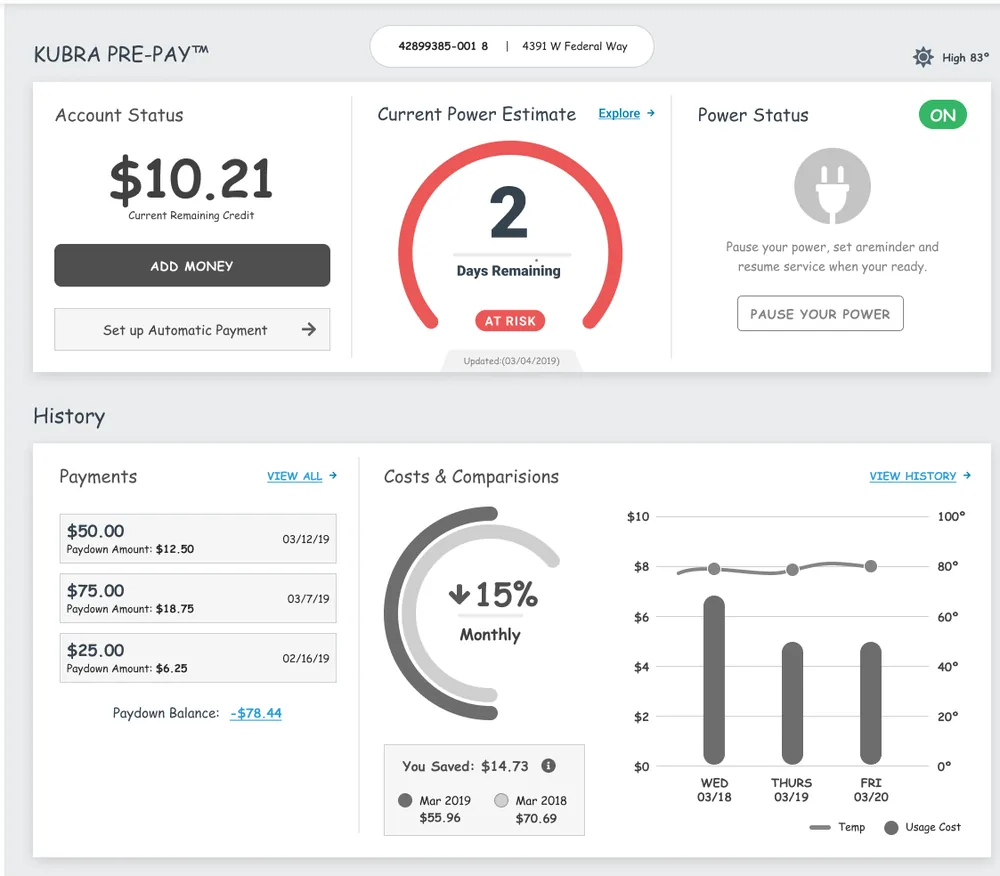 KUBRA PRE-PAY™
42899385-001 8 | 4391 W Federal Way
High 83°
Account Status
$10.21
Current Remaining Credit
ADD MONEY
Set up Automatic Payment
Current Power Estimate
Explore
2
Days Remaining
AT RISK
Updated:(03/04/2019)
Power Status
ON
Pause your power, set areminder and
resume service when your ready.
PAUSE YOUR POWER
History
Payments
VIEW ALL
$50.00
Paydown Amount: $12.50
03/12/19
$75.00
Paydown Amount: $18.75
03/7/19
$25.00
Paydown Amount: $6.25
02/16/19
Paydown Balance: -$78.44
Costs & Comparisions
VIEW HISTORY
15%
Monthly
You Saved: $14.73
Mar 2019
$55.96
Mar 2018
$70.69
$10 100°
$8 80°
$6 60°
$4 40°
$2 20°
$0 0°
WED THURS FRI
03/18 03/19 03/20
Temp Usage Cost